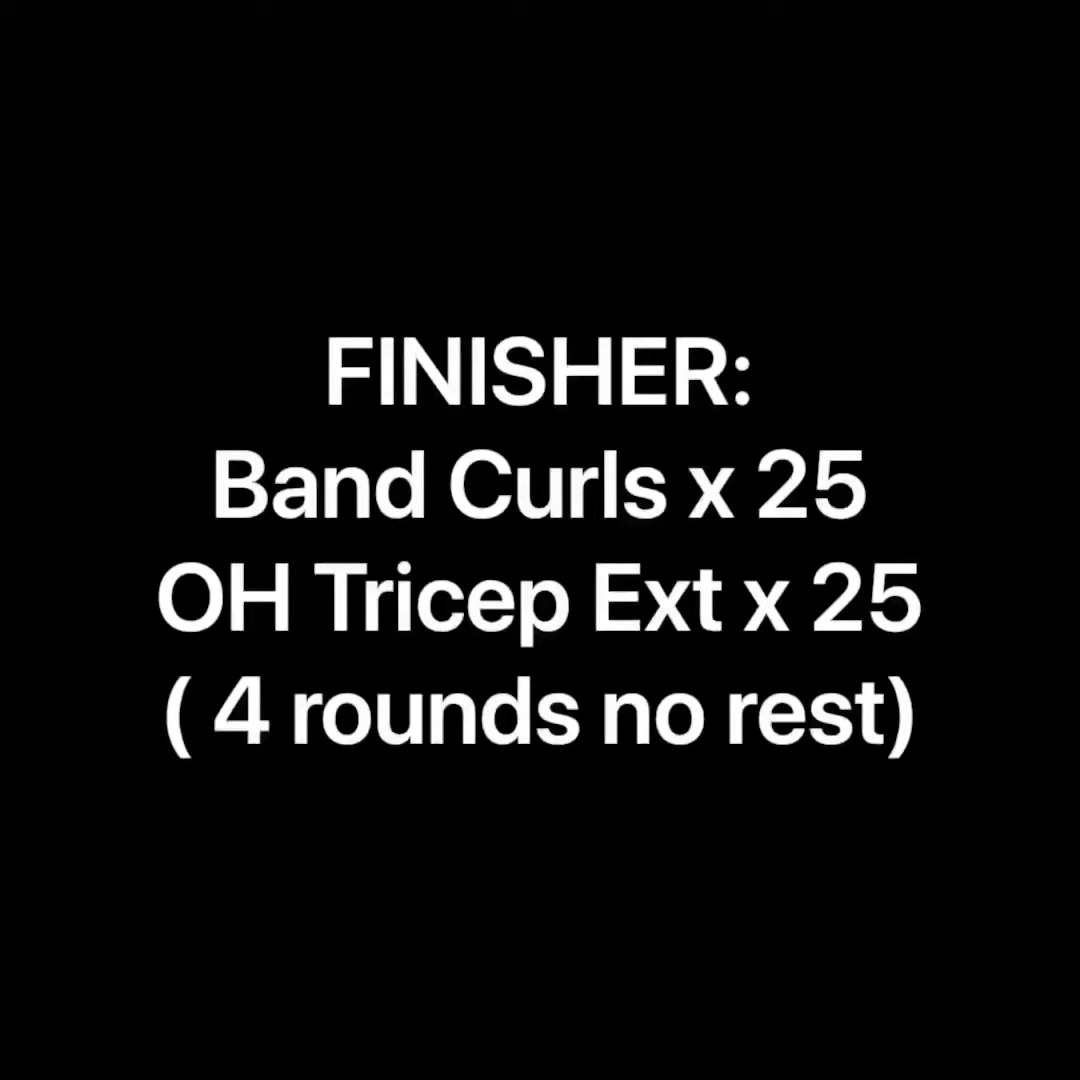 FINISHER:
Band Curls x 25
OH Tricep Ext x 25
( 4 rounds no rest)